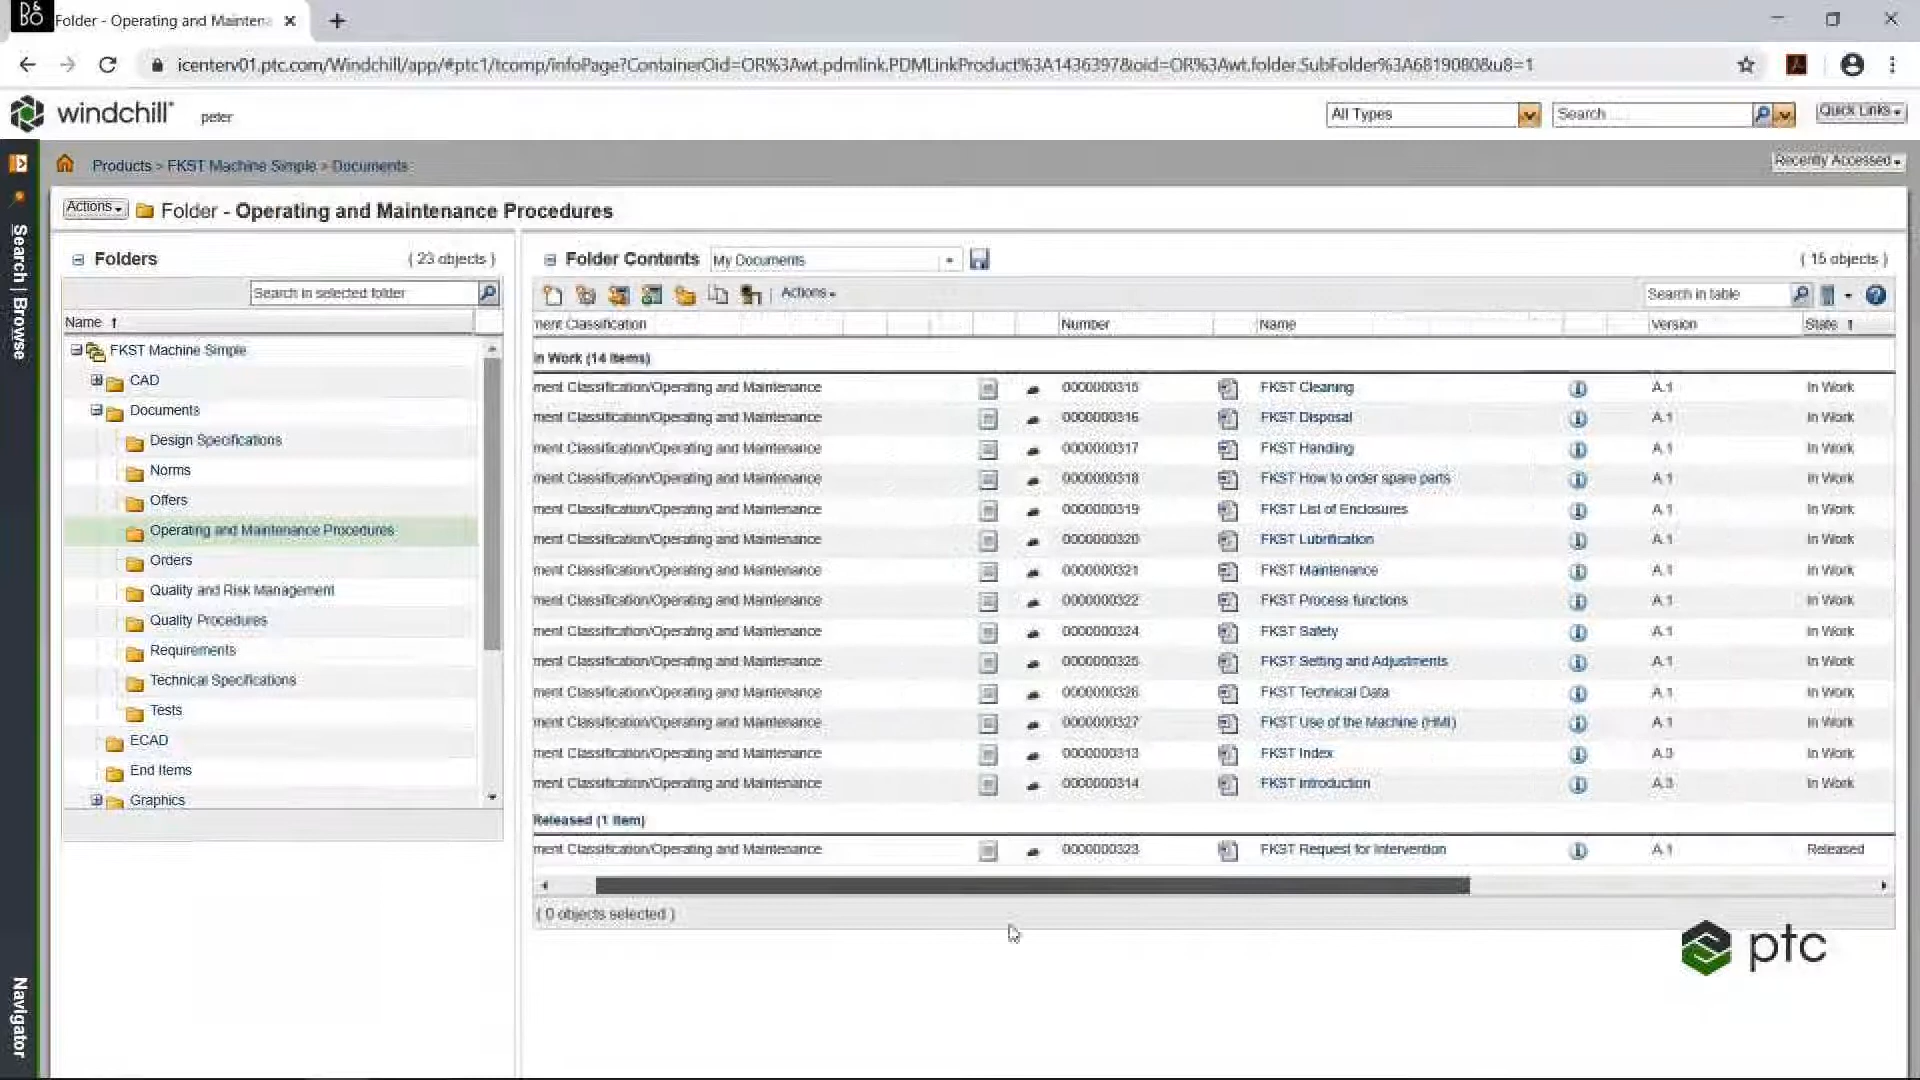 B&O
Folder - Operating and Maintena
icenterv01.ptc.com/Windchill/app/#ptc1/tcomp/infoPage?ContainerOid=OR%3Awt.pdmlink.PDMLinkProduct%3A1436397&oid=OR%3Awt.folder.SubFolder%3A6819080&u8=1
windchill
peter
All Types
Search ...
Quick Links
Products > FKST Machine Simple > Documents
Recently Accessed
Actions
Folder - Operating and Maintenance Procedures
Search | Browse
Navigator
Folders
( 23 objects )
Search in selected folder
Name ↑
FKST Machine Simple
CAD
Documents
Design Specifications
Norms
Offers
Operating and Maintenance Procedures
Orders
Quality and Risk Management
Quality Procedures
Requirements
Technical Specifications
Tests
ECAD
End Items
Graphics
Folder Contents
My Documents
( 15 objects )
Actions
Search in table
ment Classification Number Name Version State ↑
In Work (14 items)
ment Classification/Operating and Maintenance 0000000315 FKST Cleaning A.1 In Work
ment Classification/Operating and Maintenance 0000000316 FKST Disposal A.1 In Work
ment Classification/Operating and Maintenance 0000000317 FKST Handling A.1 In Work
ment Classification/Operating and Maintenance 0000000318 FKST How to order spare parts A.1 In Work
ment Classification/Operating and Maintenance 0000000319 FKST List of Enclosures A.1 In Work
ment Classification/Operating and Maintenance 0000000320 FKST Lubrification A.1 In Work
ment Classification/Operating and Maintenance 0000000321 FKST Maintenance A.1 In Work
ment Classification/Operating and Maintenance 0000000322 FKST Process functions A.1 In Work
ment Classification/Operating and Maintenance 0000000324 FKST Safety A.1 In Work
ment Classification/Operating and Maintenance 0000000325 FKST Setting and Adjustments A.1 In Work
ment Classification/Operating and Maintenance 0000000326 FKST Technical Data A.1 In Work
ment Classification/Operating and Maintenance 0000000327 FKST Use of the Machine (HMI) A.1 In Work
ment Classification/Operating and Maintenance 0000000313 FKST Index A.3 In Work
ment Classification/Operating and Maintenance 0000000314 FKST Introduction A.3 In Work
Released (1 item)
ment Classification/Operating and Maintenance 0000000323 FKST Request for Intervention A.1 Released
( 0 objects selected )
ptc